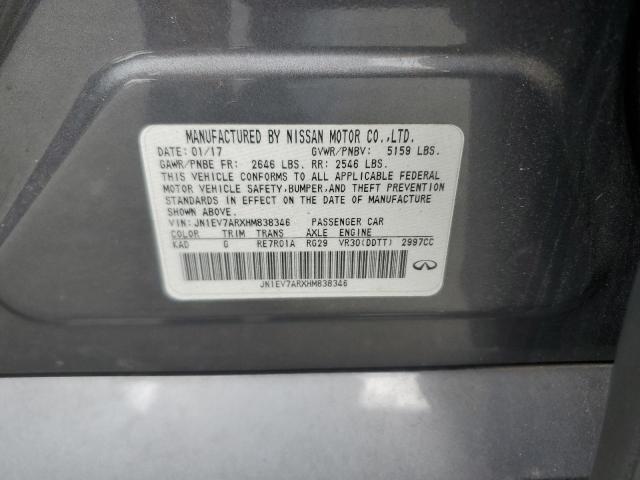 MANUFACTURED BY NISSAN MOTOR CO.,LTD.
DATE: 01/17 GVWR/PNBV: 5159 LBS.
GAWR/PNBE FR: 2646 LBS. RR: 2546 LBS.
THIS VEHICLE CONFORMS TO ALL APPLICABLE FEDERAL
MOTOR VEHICLE SAFETY,BUMPER,AND THEFT PREVENTION
STANDARDS IN EFFECT ON THE DATE OF MANUFACTURE
SHOWN ABOVE.
VIN: JN1EV7ARXHM838346 PASSENGER CAR
COLOR TRIM TRANS AXLE ENGINE
KAD G RE7R01A RG29 VR30(DDTT) 2997CC
JN1EV7ARXHM838346
INFINITI